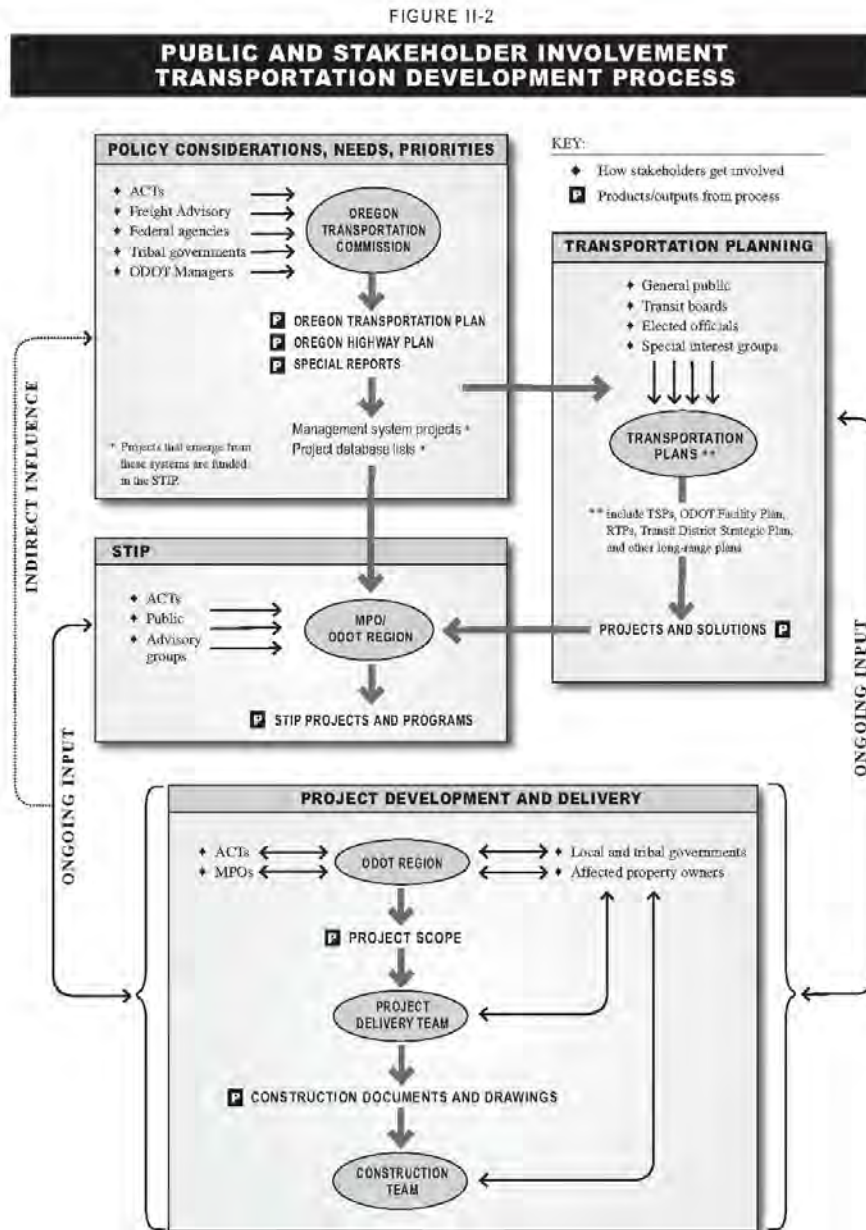 FIGURE II-2
PUBLIC AND STAKEHOLDER INVOLVEMENT
TRANSPORTATION DEVELOPMENT PROCESS
POLICY CONSIDERATIONS, NEEDS, PRIORITIES
ACTs
Freight Advisory
Federal agencies
Tribal governments
ODOT Managers
OREGON
TRANSPORTATION
COMMISSION
P OREGON TRANSPORTATION PLAN
P OREGON HIGHWAY PLAN
P SPECIAL REPORTS
Management system projects *
Project database lists *
* Projects that emerge from
these systems are funded
in the STIP.
KEY:
How stakeholders get involved
P Products/outputs from process
TRANSPORTATION PLANNING
General public
Transit boards
Elected officials
Special interest groups
TRANSPORTATION
PLANS **
** include TSPs, ODOT Facility Plan,
RTPs, Transit District Strategic Plan,
and other long-range plans
PROJECTS AND SOLUTIONS P
STIP
ACTs
Public
Advisory
groups
MPO/
ODOT REGION
P STIP PROJECTS AND PROGRAMS
INDIRECT INFLUENCE
ONGOING INPUT
ONGOING INPUT
PROJECT DEVELOPMENT AND DELIVERY
ACTs
MPOs
ODOT REGION
Local and tribal governments
Affected property owners
P PROJECT SCOPE
PROJECT
DELIVERY TEAM
P CONSTRUCTION DOCUMENTS AND DRAWINGS
CONSTRUCTION
TEAM